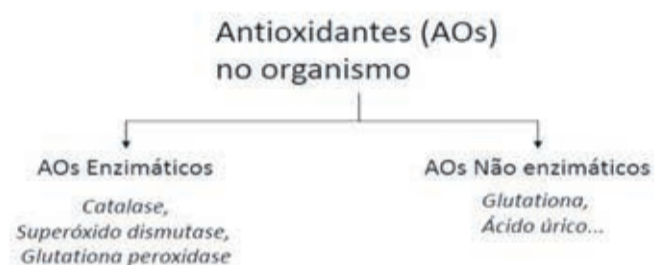 Antioxidantes (AOs)
no organismo
AOs Enzimáticos
Catalase,
Superóxido dismutase,
Glutationa peroxidase
AOs Não enzimáticos
Glutationa,
Ácido úrico...